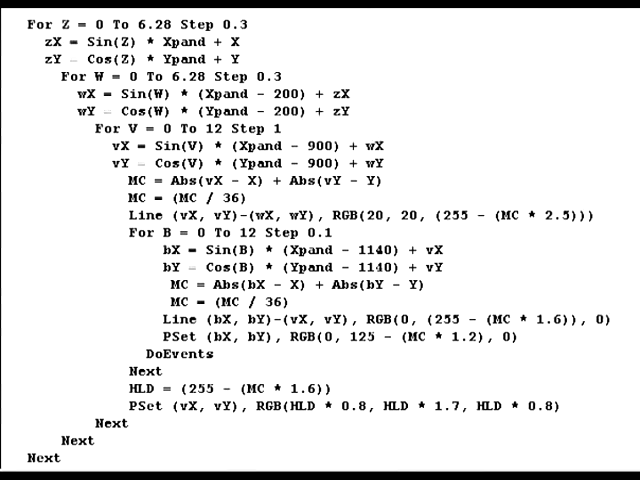 For Z = 0 To 6.28 Step 0.3
zX = Sin(Z) * Xpand + X
zY = Cos(Z) * Ypand + Y
For W = 0 To 6.28 Step 0.3
wX = Sin(W) * (Xpand - 200) + zX
wY = Cos(W) * (Ypand - 200) + zY
For V = 0 To 12 Step 1
vX = Sin(V) * (Xpand - 900) + wX
vY = Cos(V) * (Ypand - 900) + wY
MC = Abs(vX - X) + Abs(vY - Y)
MC = (MC / 36)
Line (vX, vY)-(wX, wY), RGB(20, 20, (255 - (MC * 2.5)))
For B = 0 To 12 Step 0.1
bX = Sin(B) * (Xpand - 1140) + vX
bY = Cos(B) * (Ypand - 1140) + vY
MC = Abs(bX - X) + Abs(bY - Y)
MC = (MC / 36)
Line (bX, bY)-(vX, vY), RGB(0, (255 - (MC * 1.6)), 0)
PSet (bX, bY), RGB(0, 125 - (MC * 1.2), 0)
DoEvents
Next
HLD = (255 - (MC * 1.6))
PSet (vX, vY), RGB(HLD * 0.8, HLD * 1.7, HLD * 0.8)
Next
Next
Next